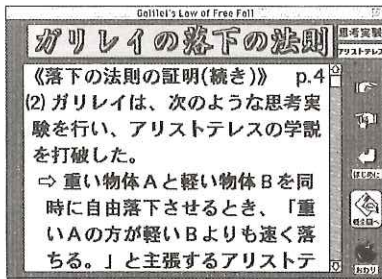 Galilei's Law of Free Fall
ガリレイの落下の法則
思考実験
アリストテレス
《落下の法則の証明(続き)》 p.4
(2) ガリレイは、次のような思考実
験を行い、アリストテレスの学説
を打破した。
⇨ 重い物体Aと軽い物体Bを同
時に自由落下させるとき、「重
いAの方が軽いBよりも速く落
ちる。」と主張するアリストテ
はじめに
概念図へ
おわり